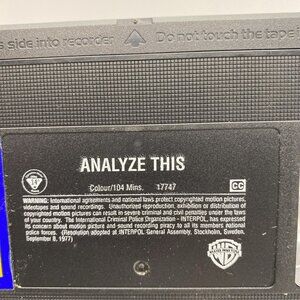 s side into recorder Do not touch the tape i
ANALYZE THIS
Colour/104 Mins. 17747 CC
WARNING: International agreements and national laws protect copyrighted motion pictures,
videotapes and sound recordings. Unauthorized reproduction, exhibition or distribution of
copyrighted motion pictures can result in severe criminal and civil penalties under the laws
of your country. The International Criminal Police Organization - INTERPOL, has expressed
its concern about motion picture and sound recording piracy to all its members national
police forces. (Resolution adopted at INTERPOL General Assembly, Stockholm, Sweden,
September 8, 1977)
WB